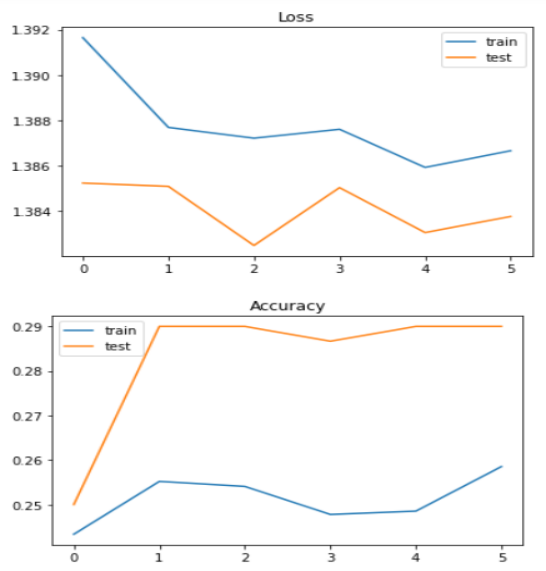 Loss
1.392
1.390
1.388
1.386
1.384
train
test
0 1 2 3 4 5
Accuracy
0.29
0.28
0.27
0.26
0.25
train
test
0 1 2 3 4 5